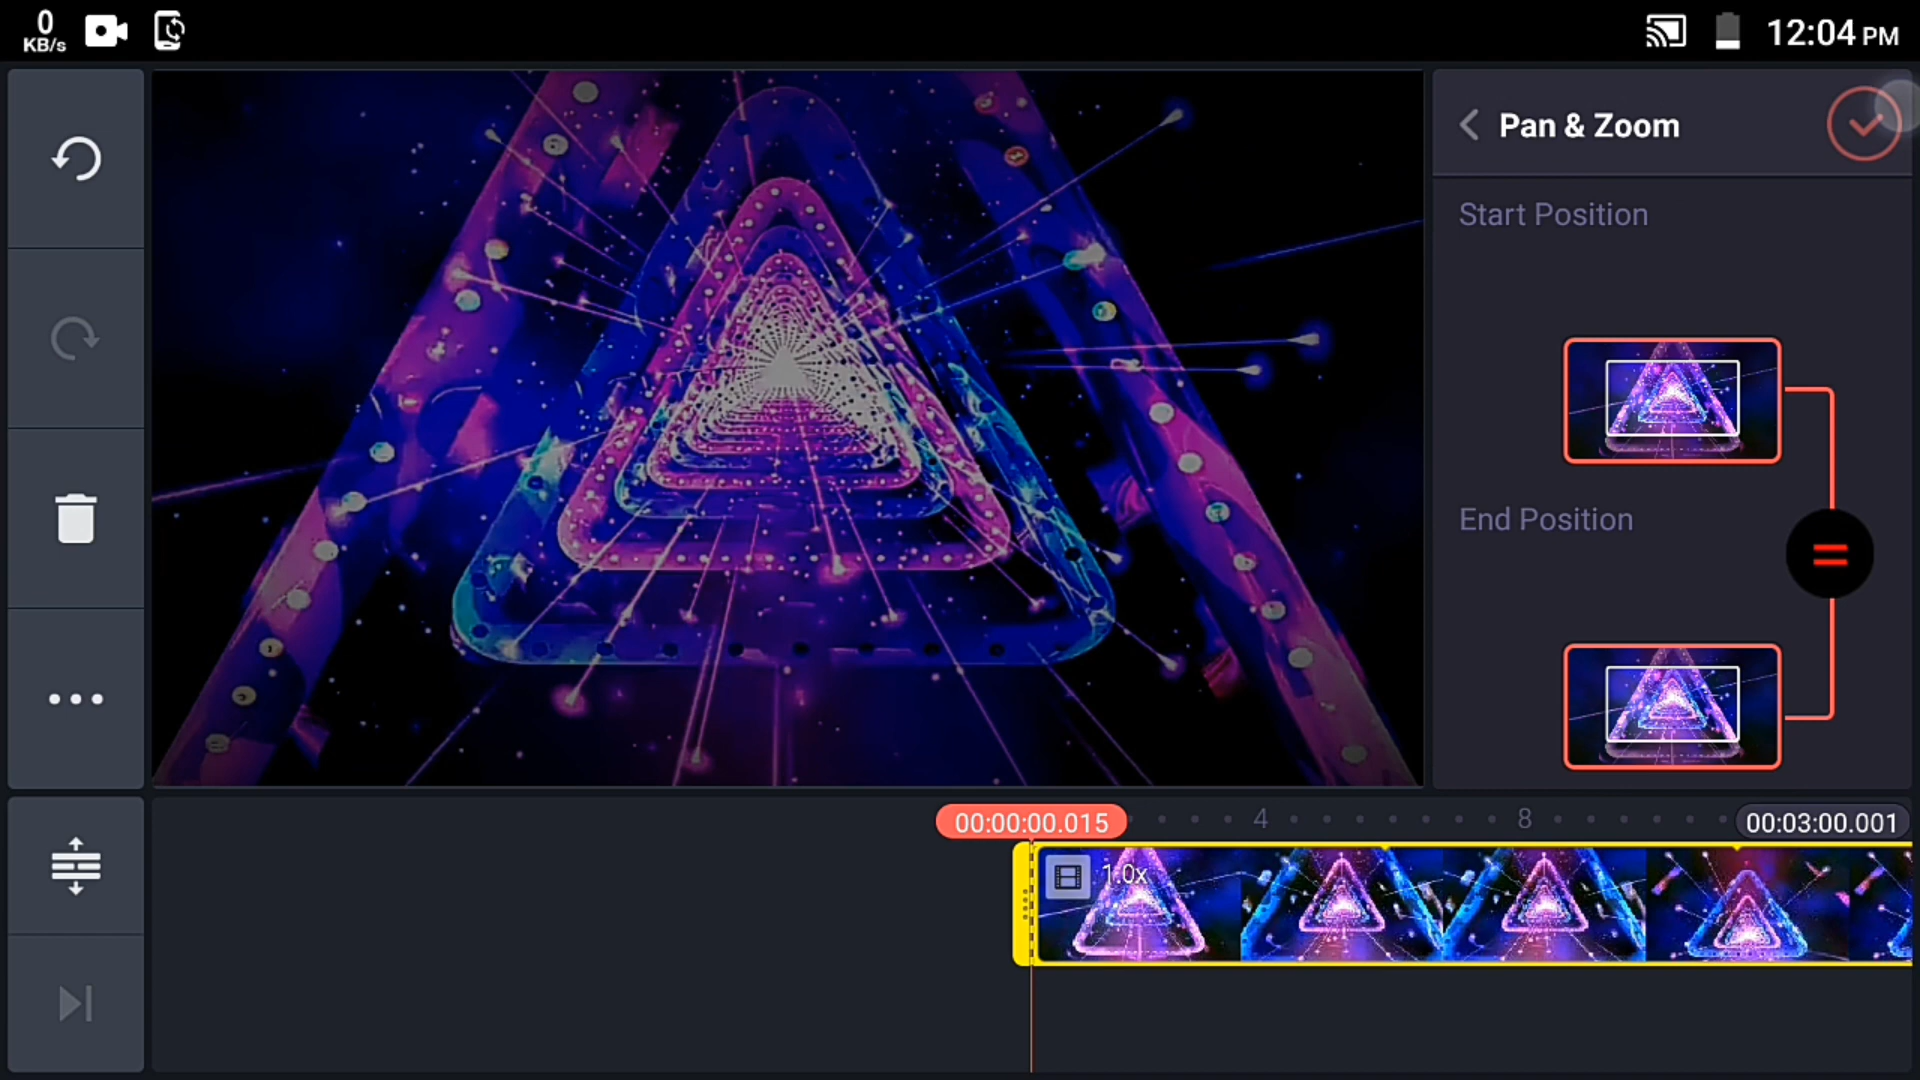 0
KB/s
12:04 PM
Pan & Zoom
Start Position
End Position
00:00:00.015
4
8
00:03:00.001
1.0x